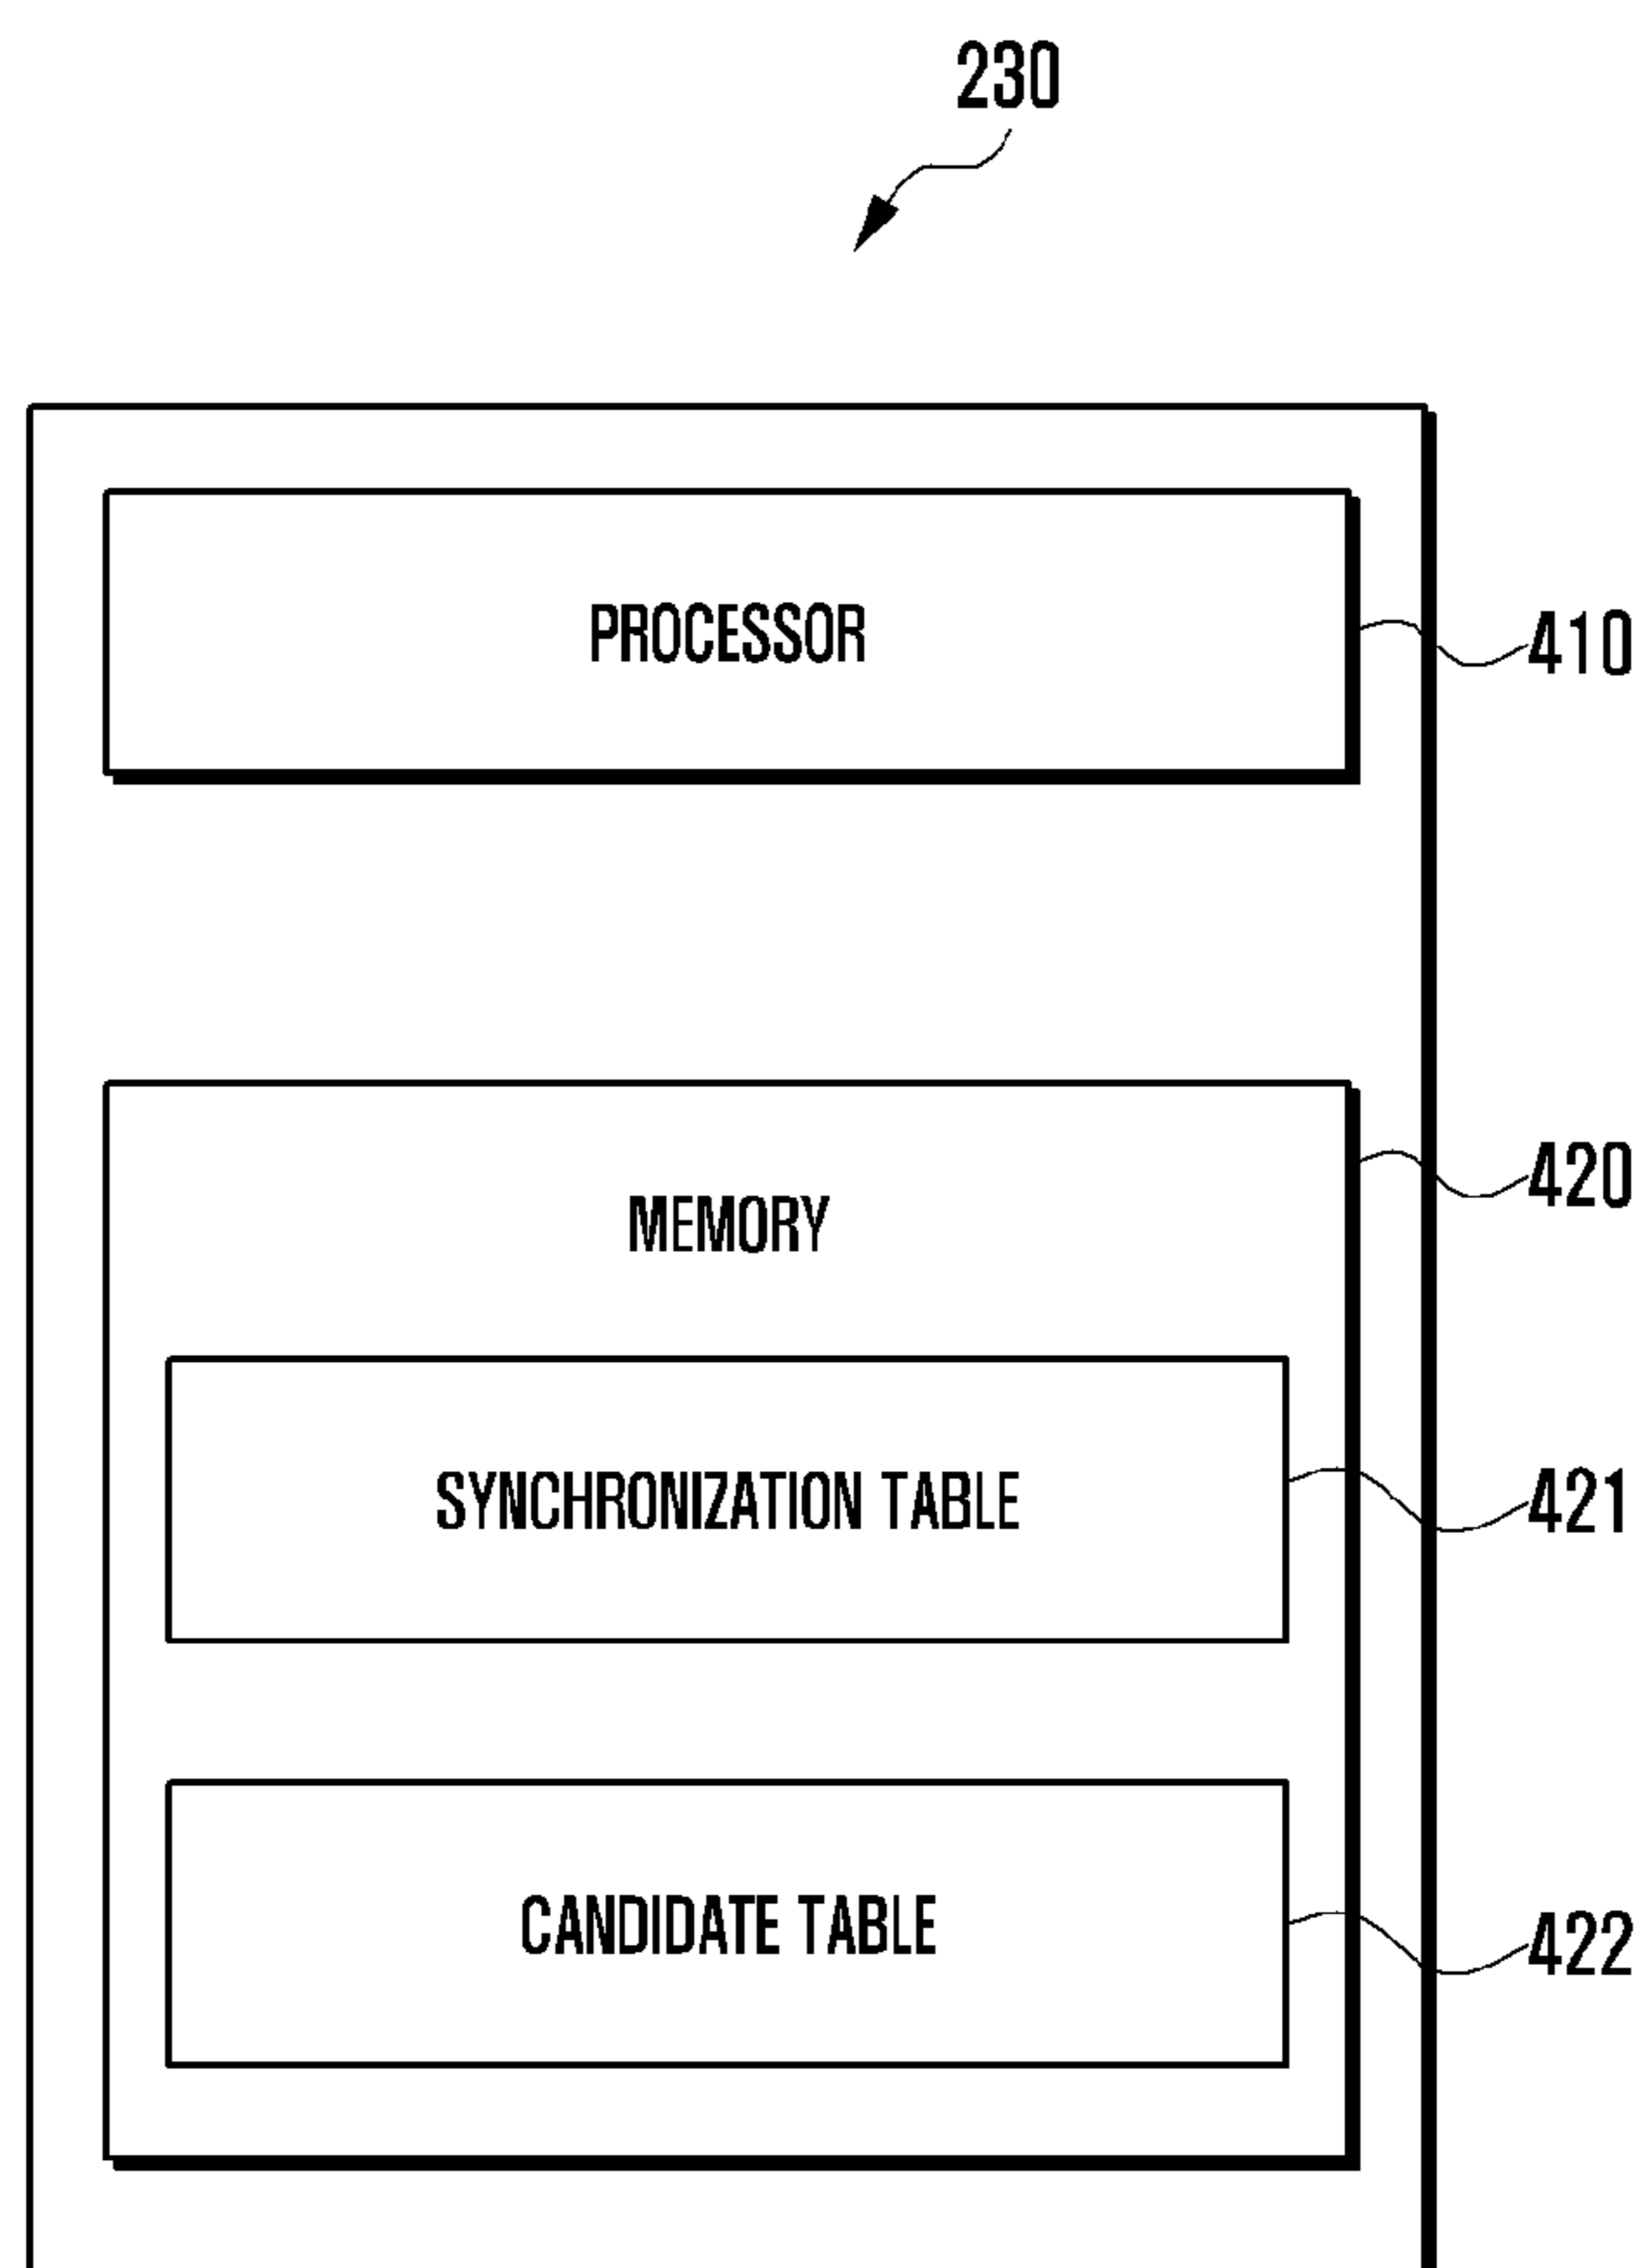 230
PROCESSOR
410
MEMORY
420
SYNCHRONIZATION TABLE
421
CANDIDATE TABLE
422